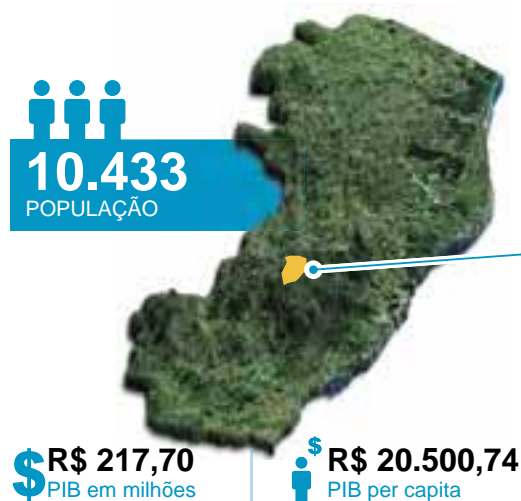 10.433
POPULAÇÃO
$ R$ 217,70
PIB em milhões
$ R$ 20.500,74
PIB per capita